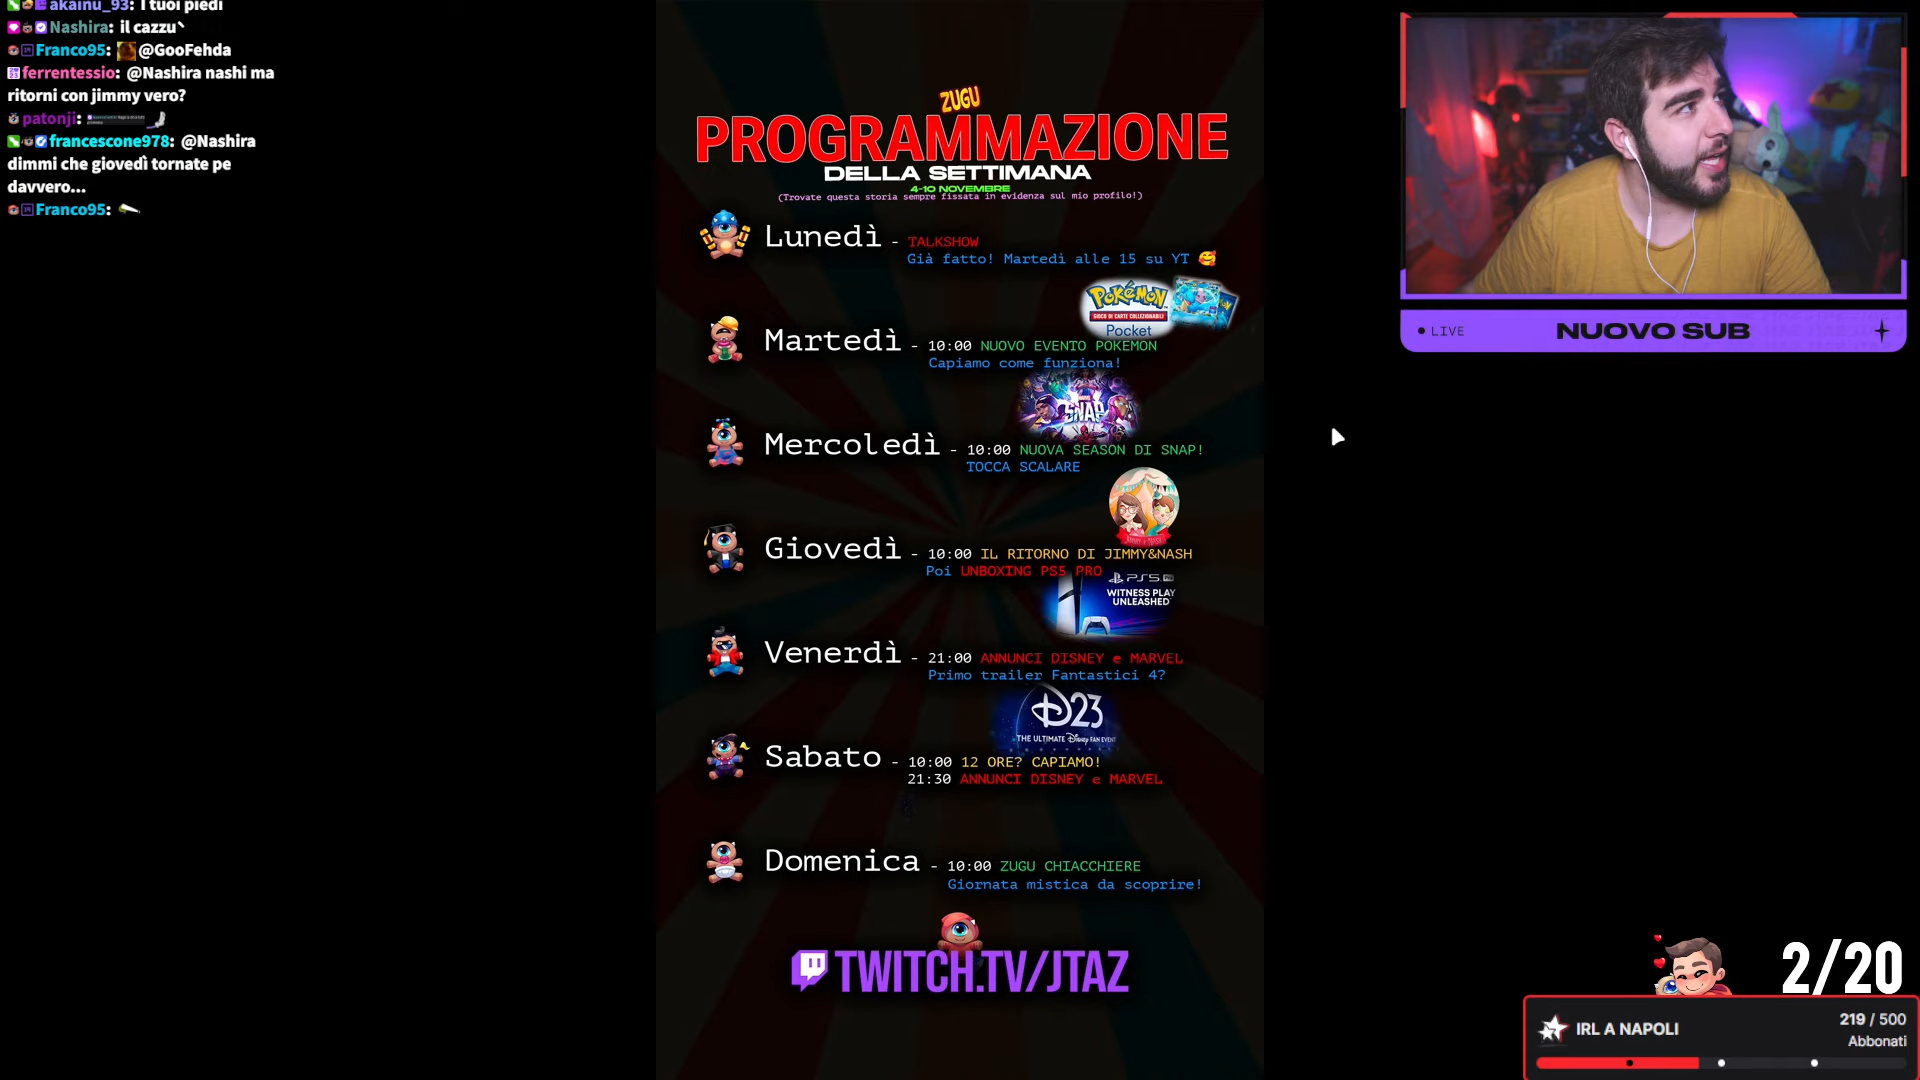 akainu_93: I tuoi piedi
Nashira: il cazzu`
Franco95: @GooFehda
ferrentessio: @Nashira nashi ma
ritorni con jimmy vero?
patonji:
francescone978: @Nashira
dimmi che giovedì tornate pe
davvero...
Franco95:
ZUGU
PROGRAMMAZIONE
DELLA SETTIMANA
4-10 NOVEMBRE
(Trovate questa storia sempre fissata in evidenza sul mio profilo!)
Lunedì - TALKSHOW
Già fatto! Martedì alle 15 su YT 🥰
Pokémon
GIOCO DI CARTE COLLEZIONABILI
Pocket
Martedì - 10:00 NUOVO EVENTO POKEMON
Capiamo come funziona!
MARVEL
SNAP
Mercoledì - 10:00 NUOVA SEASON DI SNAP!
TOCCA SCALARE
Giovedì - 10:00 IL RITORNO DI JIMMY&NASH
Poi UNBOXING PS5 PRO
PS5 PRO
WITNESS PLAY
UNLEASHED
Venerdì - 21:00 ANNUNCI DISNEY e MARVEL
Primo trailer Fantastici 4?
D23
THE ULTIMATE Disney FAN EVENT
Sabato - 10:00 12 ORE? CAPIAMO!
21:30 ANNUNCI DISNEY e MARVEL
Domenica - 10:00 ZUGU CHIACCHIERE
Giornata mistica da scoprire!
TWITCH.TV/JTAZ
LIVE
NUOVO SUB
2/20
IRL A NAPOLI
219 / 500
Abbonati